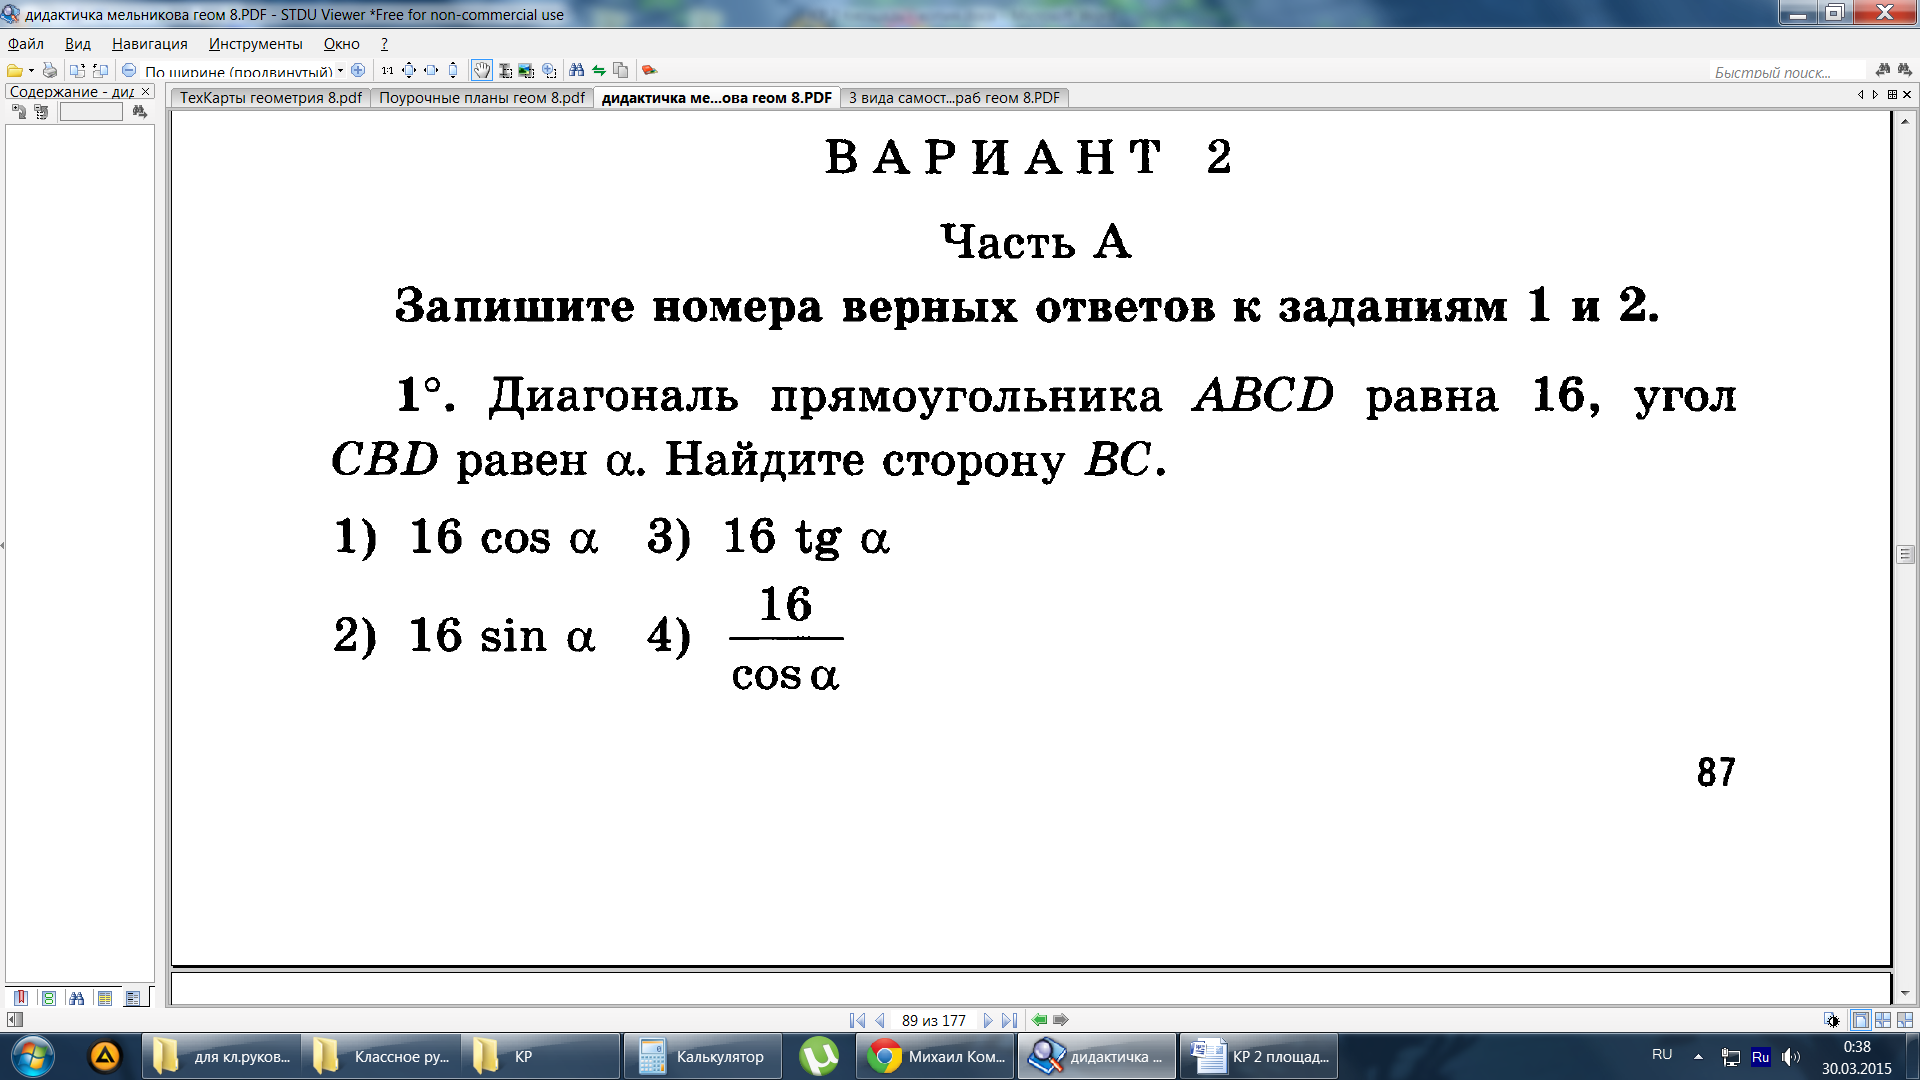 дидактичка мельникова геом 8.PDF - STDU Viewer *Free for non-commercial use
Файл Вид Навигация Инструменты Окно ?
По ширине (продвинутый) 1:1 Быстрый поиск...
Содержание - дид
ТехКарты геометрия 8.pdf Поурочные планы геом 8.pdf дидактичка ме...ова геом 8.PDF 3 вида самост...раб геом 8.PDF
ВАРИАНТ 2
Часть А
Запишите номера верных ответов к заданиям 1 и 2.
1°. Диагональ прямоугольника ABCD равна 16, угол
CBD равен α. Найдите сторону BC.
1) 16 cos α 3) 16 tg α
2) 16 sin α 4) 16
cos α
87
89 из 177
для кл.руков... Классное ру... КР Калькулятор Михаил Ком... дидактичка ... КР 2 площад... RU Ru 0:38
30.03.2015